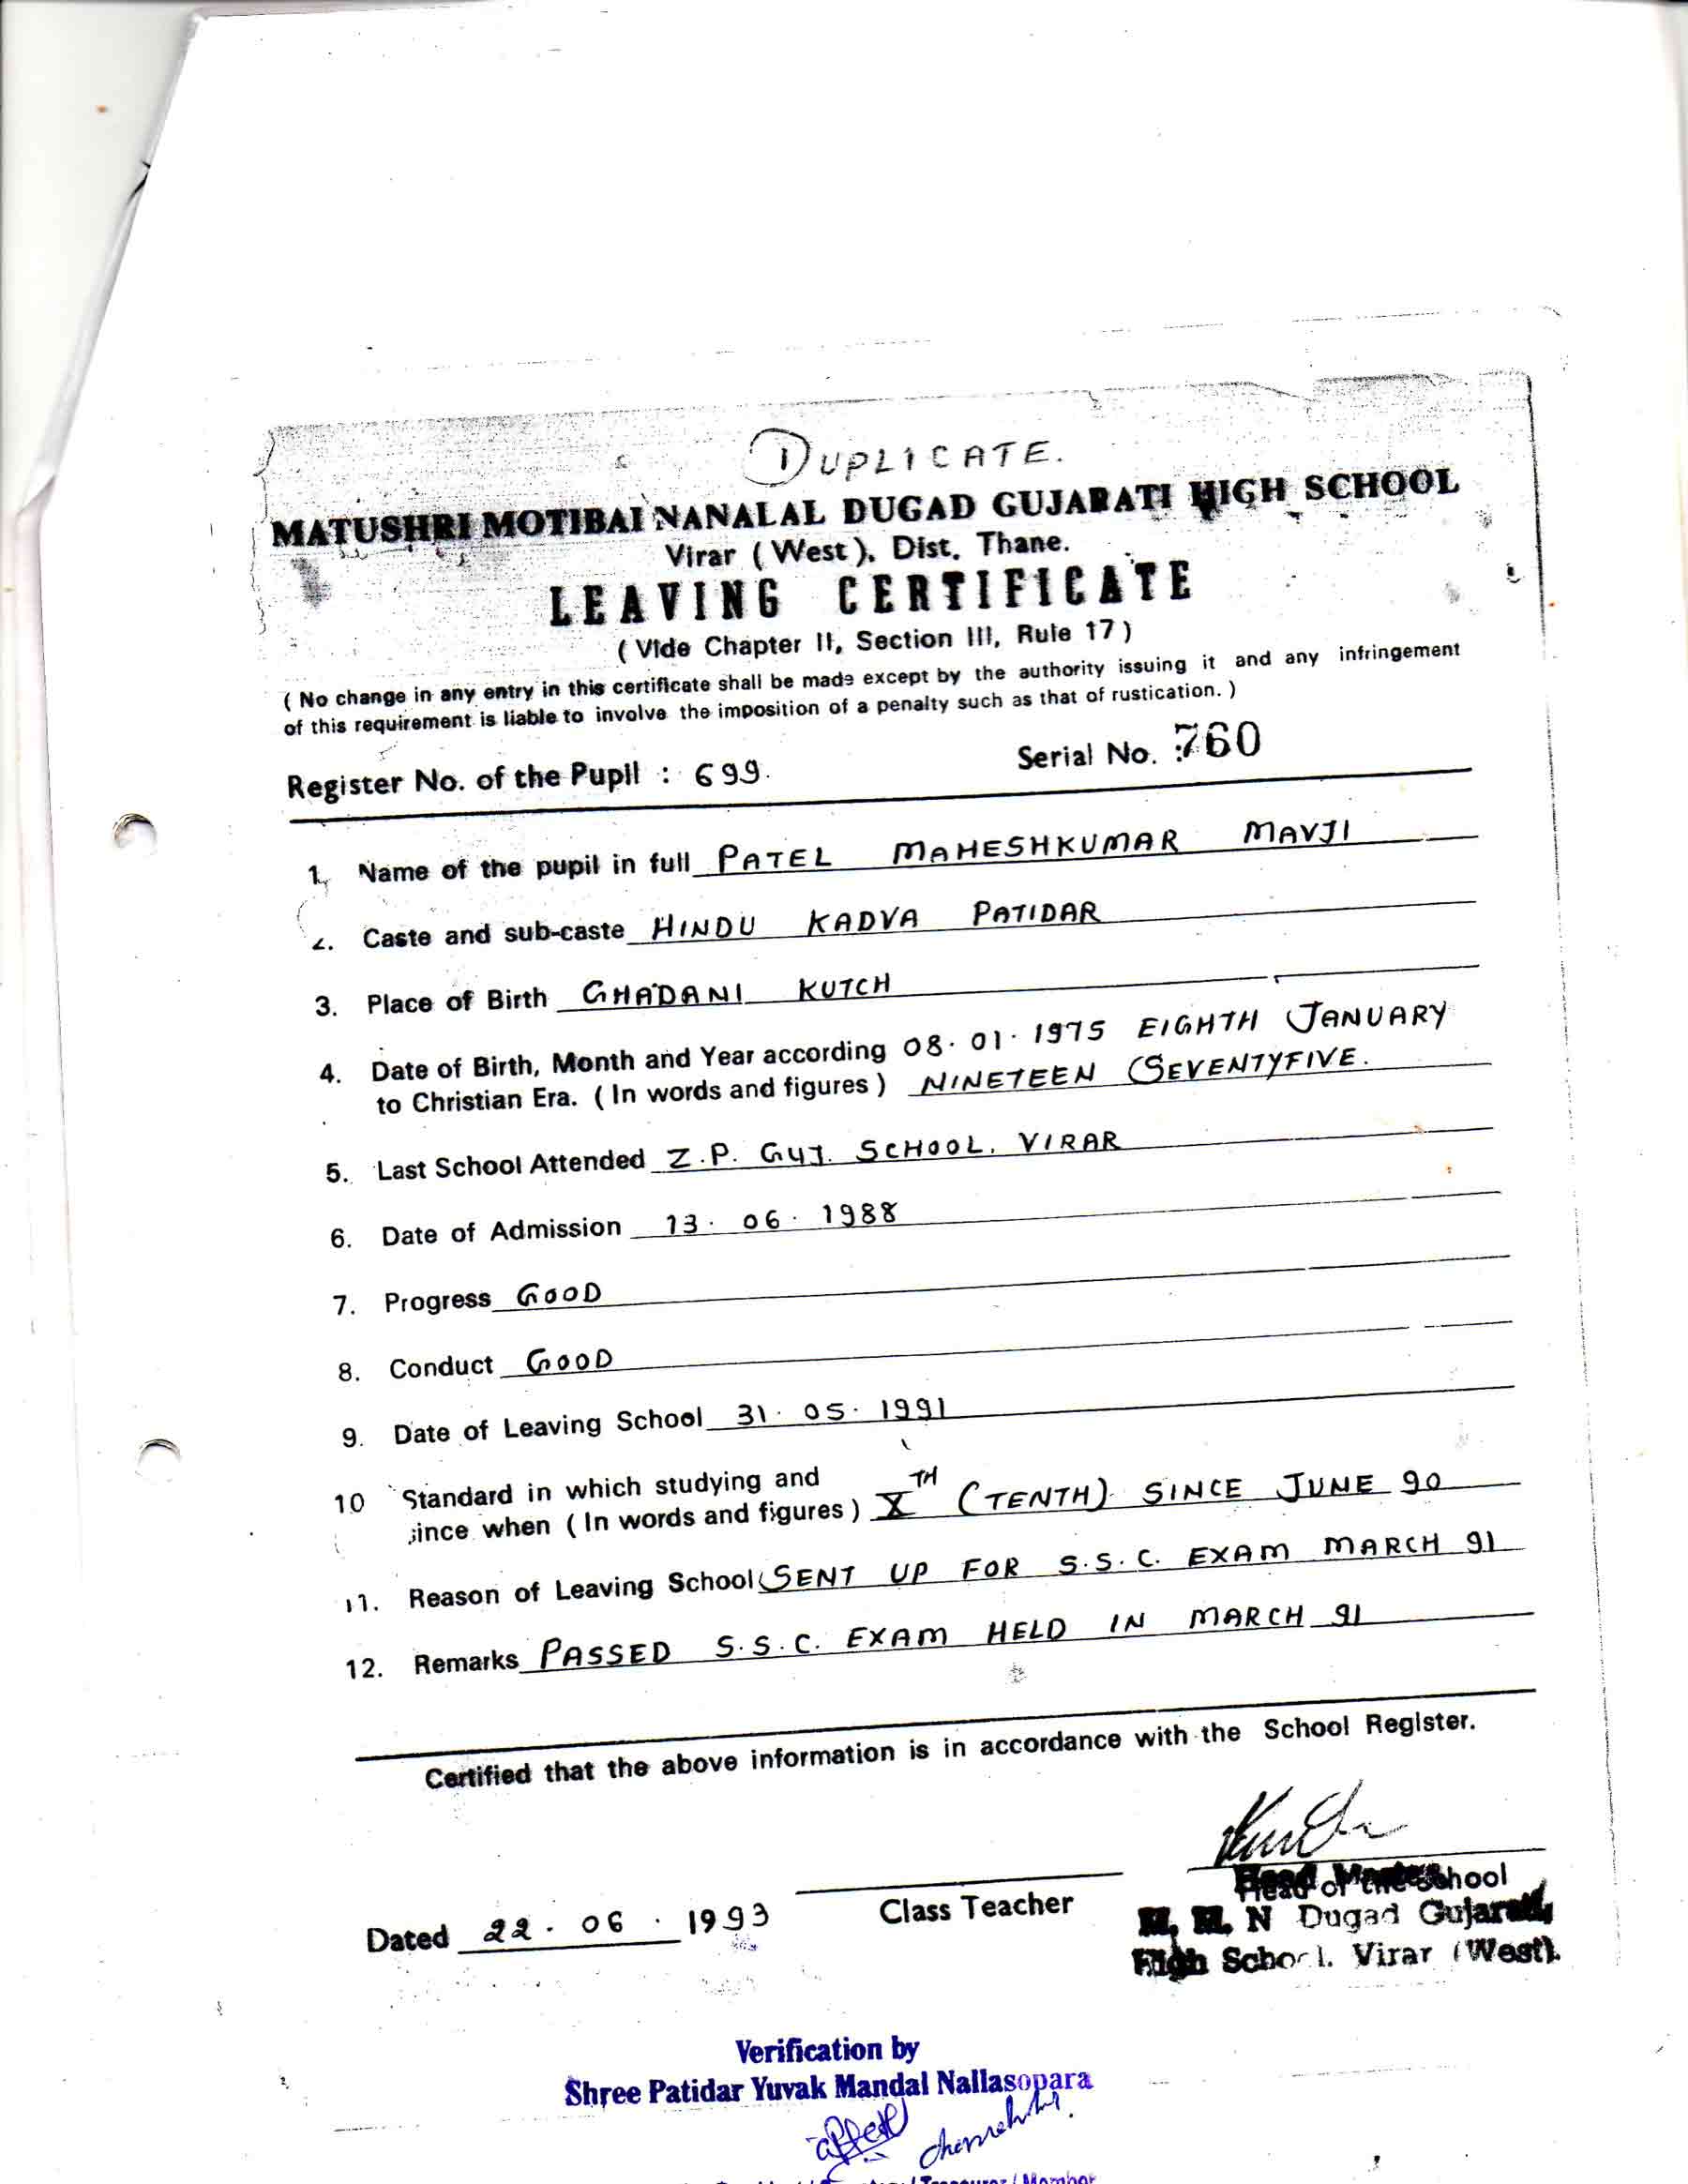 DUPLICATE.
MATUSHRI MOTIBAI NANALAL DUGAD GUJARATI HIGH SCHOOL
Virar ( West ), Dist. Thane.
LEAVING CERTIFICATE
( Vide Chapter II, Section III, Rule 17 )
( No change in any entry in this certificate shall be made except by the authority issuing it and any infringement
of this requirement is liable to involve the imposition of a penalty such as that of rustication. )
Register No. of the Pupil : 699. Serial No. 760
1. Name of the pupil in full PATEL MAHESHKUMAR MAVJI
2. Caste and sub-caste HINDU KADVA PATIDAR
3. Place of Birth GHADANI KUTCH
4. Date of Birth, Month and Year according 08.01.1975 EIGHTH JANUARY
to Christian Era. ( In words and figures ) NINETEEN SEVENTYFIVE.
5. Last School Attended Z.P. GUJ. SCHOOL, VIRAR
6. Date of Admission 13.06.1988
7. Progress GOOD
8. Conduct GOOD
9. Date of Leaving School 31.05.1991
10 Standard in which studying and
since when ( In words and figures ) X TH (TENTH) SINCE JUNE 90
11. Reason of Leaving School SENT UP FOR S.S.C. EXAM MARCH 91
12. Remarks PASSED S.S.C. EXAM HELD IN MARCH 91
Certified that the above information is in accordance with the School Register.
Dated 22.06.1993 Class Teacher Head of the School
M. M. N Dugad Gujarati
High School. Virar (West).
Verification by
Shree Patidar Yuvak Mandal Nallasopara
/ Treasurer / Member